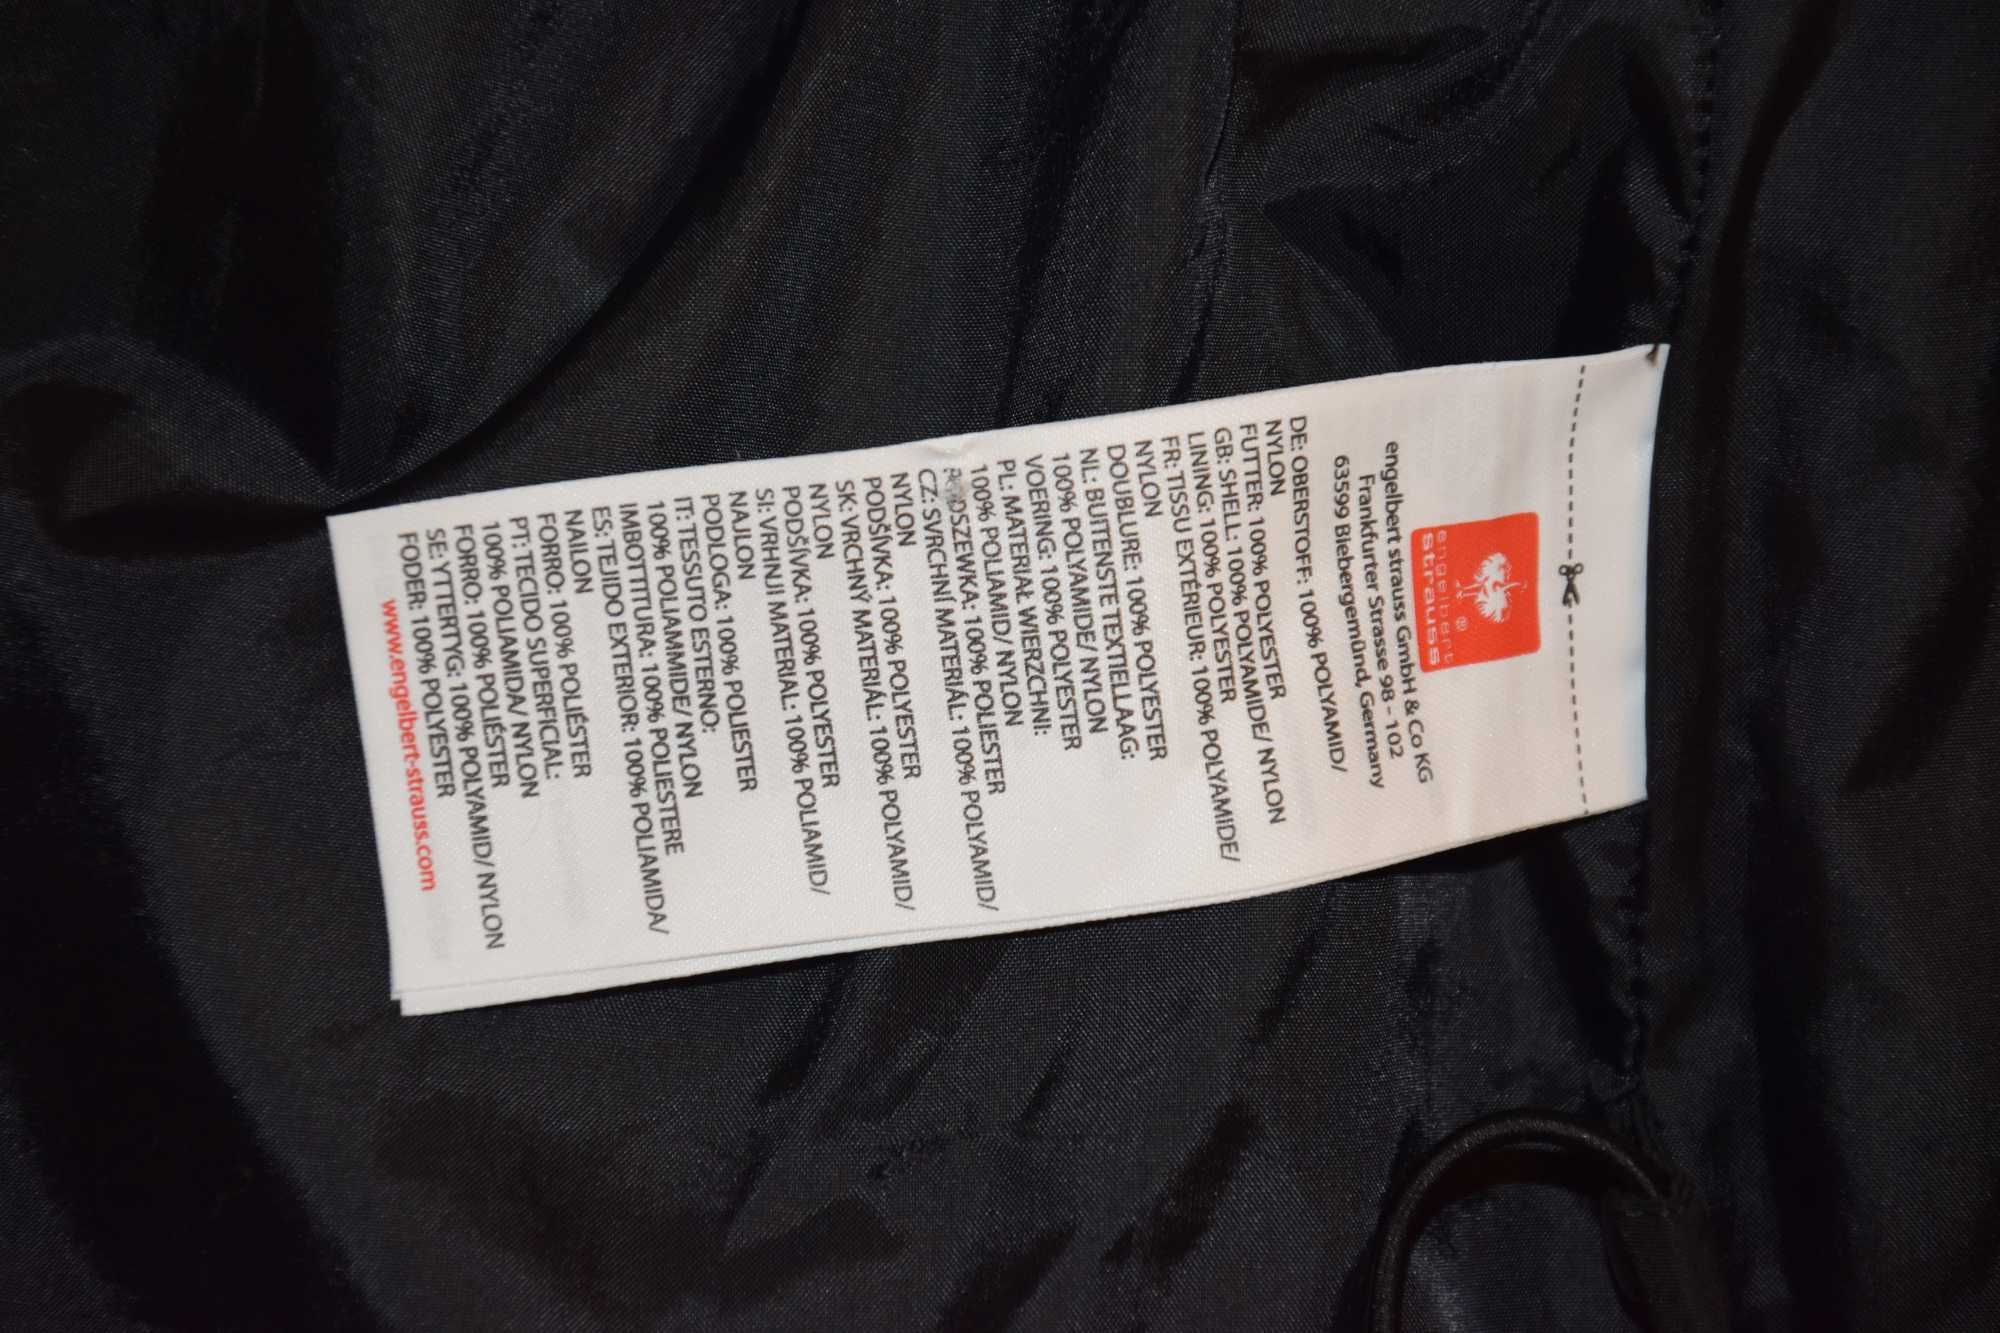 engelbert
strauss
®
engelbert strauss GmbH & Co KG
Frankfurter Strasse 98 - 102
63599 Biebergemünd, Germany
DE: OBERSTOFF: 100% POLYAMID/
NYLON
FUTTER: 100% POLYESTER
GB: SHELL: 100% POLYAMIDE/ NYLON
LINING: 100% POLYESTER
FR: TISSU EXTÉRIEUR: 100% POLYAMIDE/
NYLON
DOUBLURE: 100% POLYESTER
NL: BUITENSTE TEXTIELLAAG:
100% POLYAMIDE/ NYLON
VOERING: 100% POLYESTER
PL: MATERIAŁ WIERZCHNI:
100% POLIAMID/ NYLON
PODSZEWKA: 100% POLIESTER
CZ: SVRCHNÍ MATERIÁL: 100% POLYAMID/
NYLON
PODŠÍVKA: 100% POLYESTER
SK: VRCHNÝ MATERIÁL: 100% POLYAMID/
NYLON
PODŠÍVKA: 100% POLYESTER
SI: VRHNJI MATERIAL: 100% POLIAMID/
NAJLON
PODLOGA: 100% POLIESTER
IT: TESSUTO ESTERNO:
100% POLIAMMIDE/ NYLON
IMBOTTITURA: 100% POLIESTERE
ES: TEJIDO EXTERIOR: 100% POLIAMIDA/
NAILON
FORRO: 100% POLIÉSTER
PT: TECIDO SUPERFICIAL:
100% POLIAMIDA/ NYLON
FORRO: 100% POLIÉSTER
SE: YTTERTYG: 100% POLYAMID/ NYLON
FODER: 100% POLYESTER
www.engelbert-strauss.com